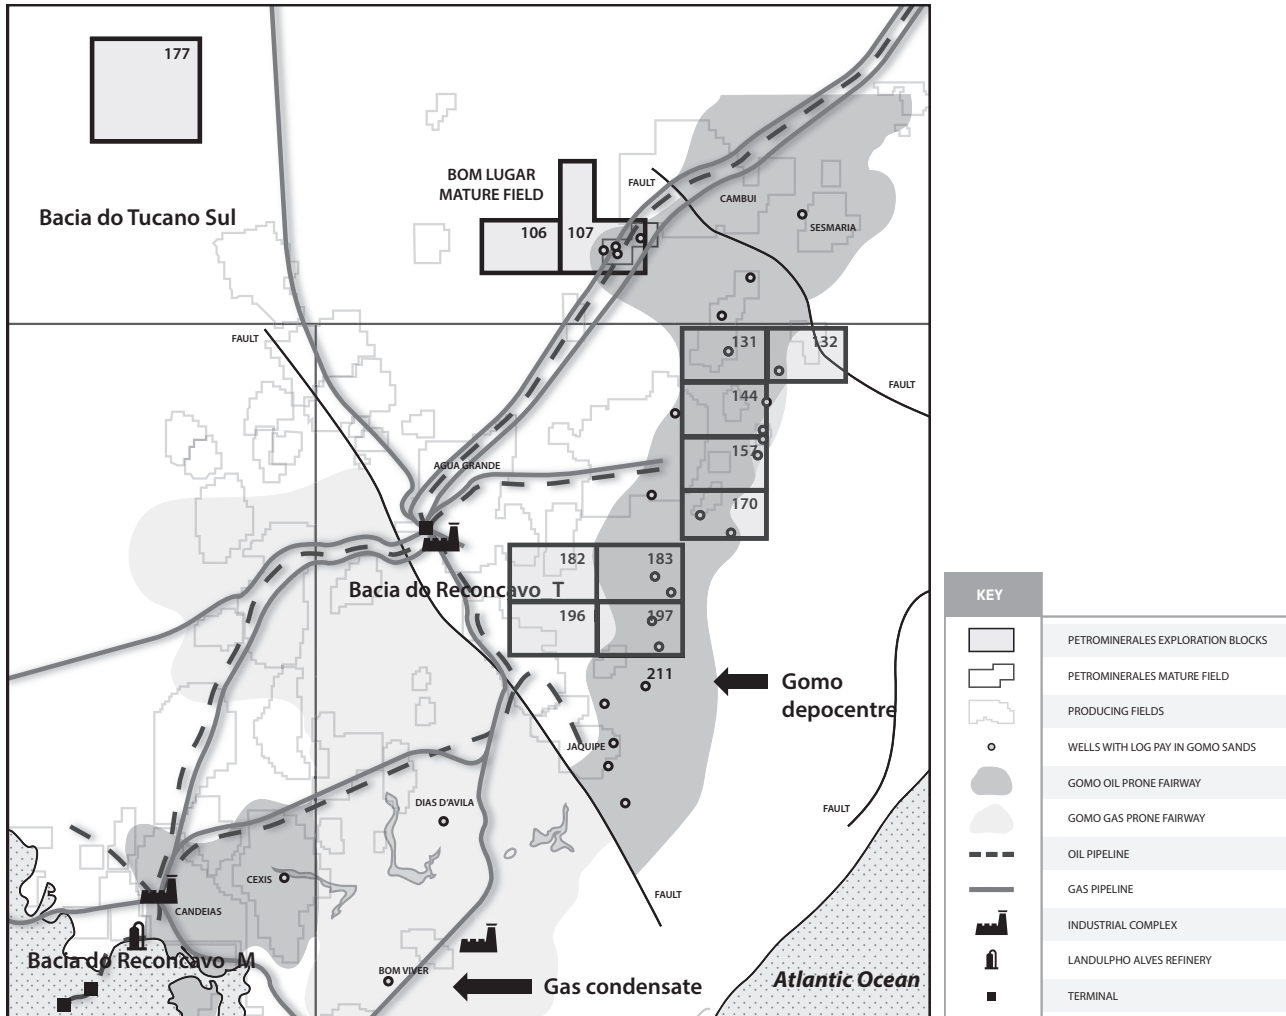 177
BOM LUGAR
MATURE FIELD
FAULT
CAMBUI
SESMARIA
Bacia do Tucano Sul
106
107
FAULT
131
132
FAULT
144
157
AGUA GRANDE
170
182
183
Bacia do Reconcavo_T
196
197
211
Gomo
depocentre
JAQUIPE
DIAS D'AVILA
FAULT
CEXIS
FAULT
CANDEIAS
Bacia do Reconcavo_M
BOM VIVER
Gas condensate
Atlantic Ocean
KEY
PETROMINERALES EXPLORATION BLOCKS
PETROMINERALES MATURE FIELD
PRODUCING FIELDS
WELLS WITH LOG PAY IN GOMO SANDS
GOMO OIL PRONE FAIRWAY
GOMO GAS PRONE FAIRWAY
OIL PIPELINE
GAS PIPELINE
INDUSTRIAL COMPLEX
LANDULPHO ALVES REFINERY
TERMINAL